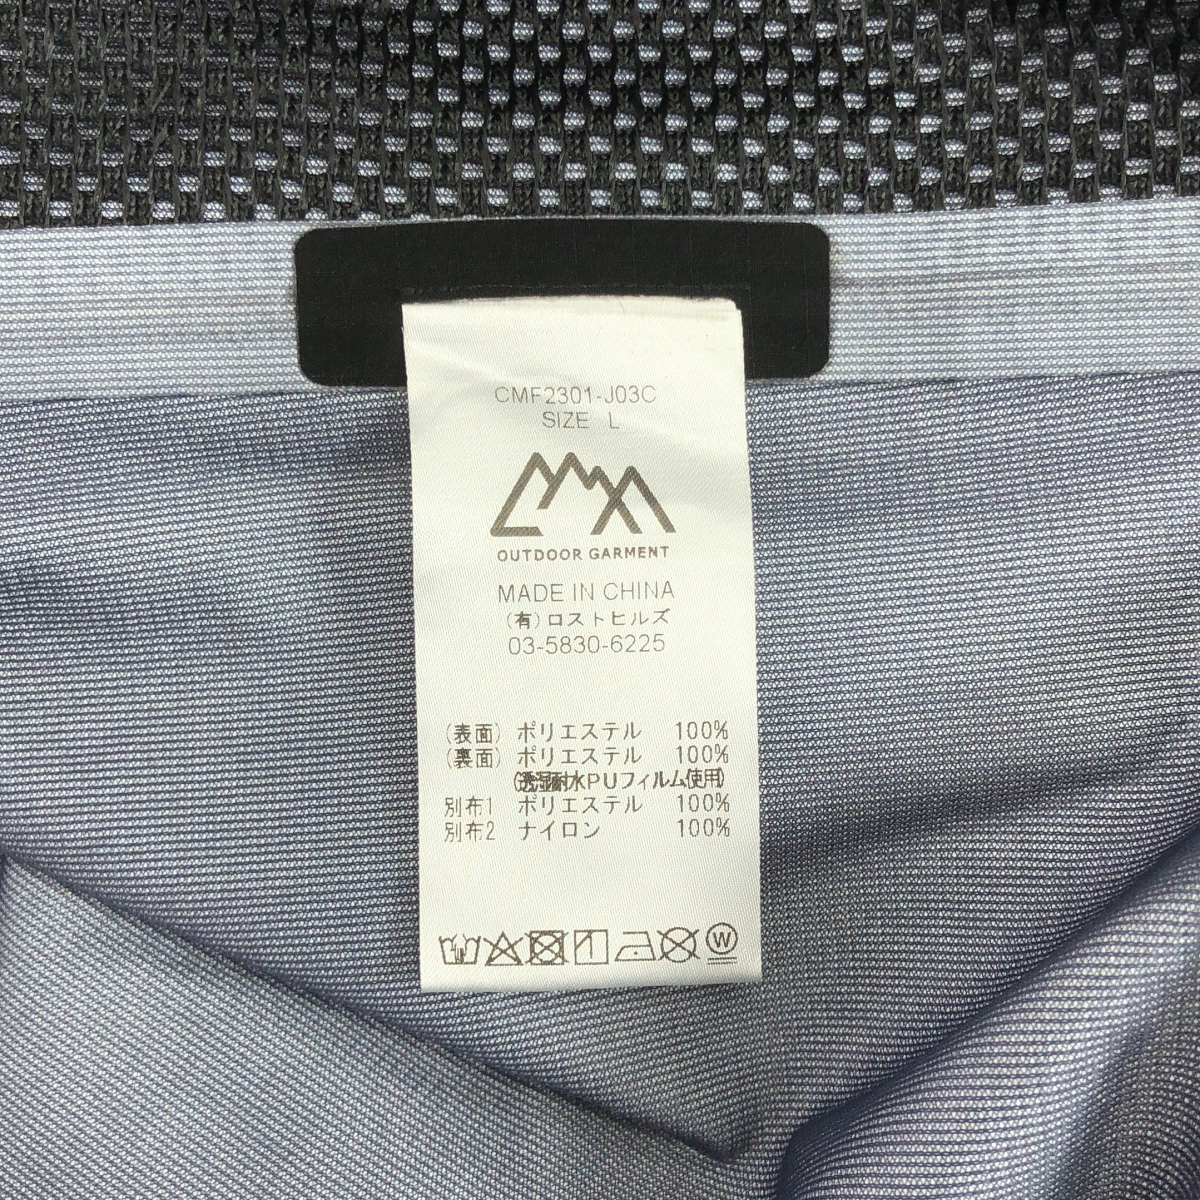 CMF2301-J03C
SIZE L
OUTDOOR GARMENT
MADE IN CHINA
(有)ロストヒルズ
03-5830-6225
(表面) ポリエステル 100%
(裏面) ポリエステル 100%
(透湿耐水PUフィルム使用)
別布1 ポリエステル 100%
別布2 ナイロン 100%
W